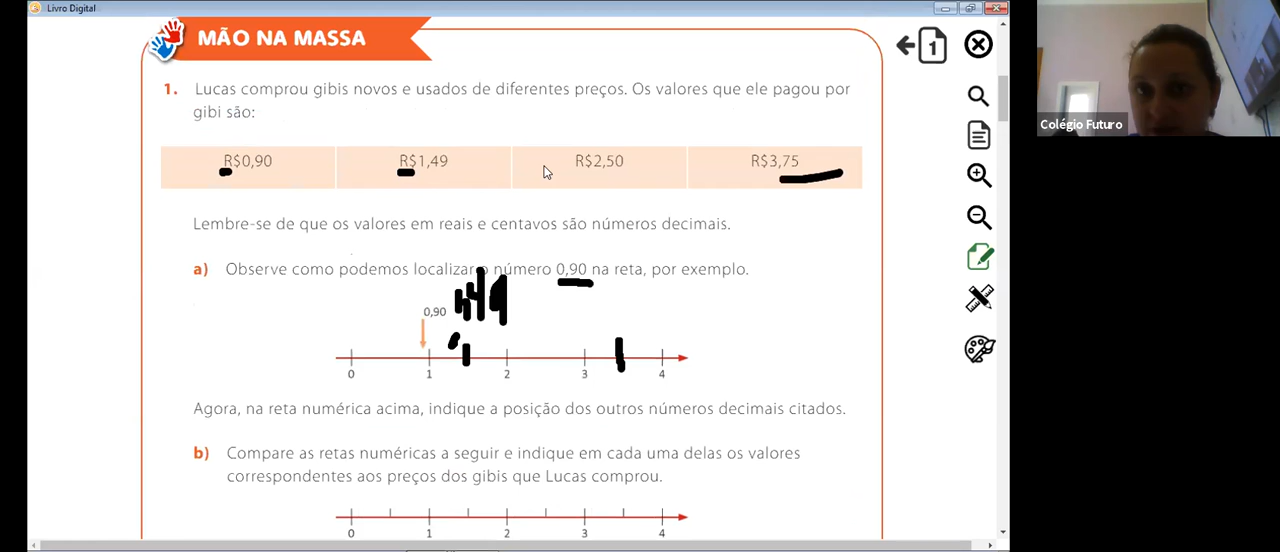 Livro Digital
MÃO NA MASSA
1. Lucas comprou gibis novos e usados de diferentes preços. Os valores que ele pagou por
gibi são:
R$0,90 R$1,49 R$2,50 R$3,75
Lembre-se de que os valores em reais e centavos são números decimais.
a) Observe como podemos localizar o número 0,90 na reta, por exemplo.
0,90
0 1 2 3 4
Agora, na reta numérica acima, indique a posição dos outros números decimais citados.
b) Compare as retas numéricas a seguir e indique em cada uma delas os valores
correspondentes aos preços dos gibis que Lucas comprou.
0 1 2 3 4
1
Colégio Futuro